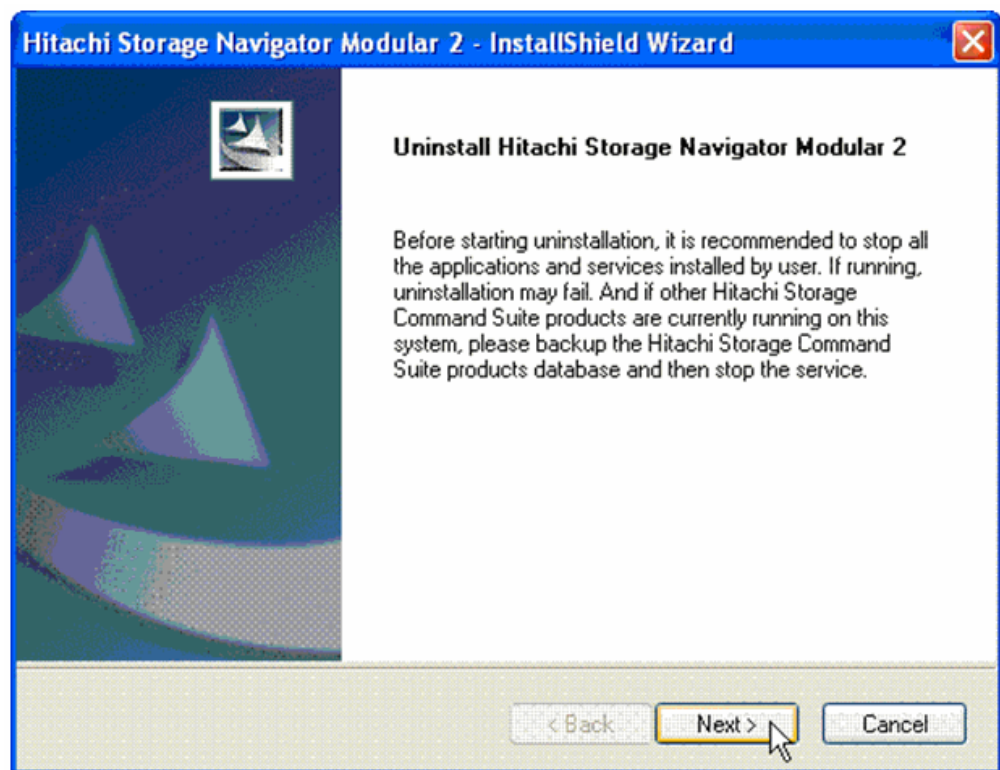 Hitachi Storage Navigator Modular 2 - InstallShield Wizard
Uninstall Hitachi Storage Navigator Modular 2
Before starting uninstallation, it is recommended to stop all
the applications and services installed by user. If running,
uninstallation may fail. And if other Hitachi Storage
Command Suite products are currently running on this
system, please backup the Hitachi Storage Command
Suite products database and then stop the service.
< Back Next > Cancel